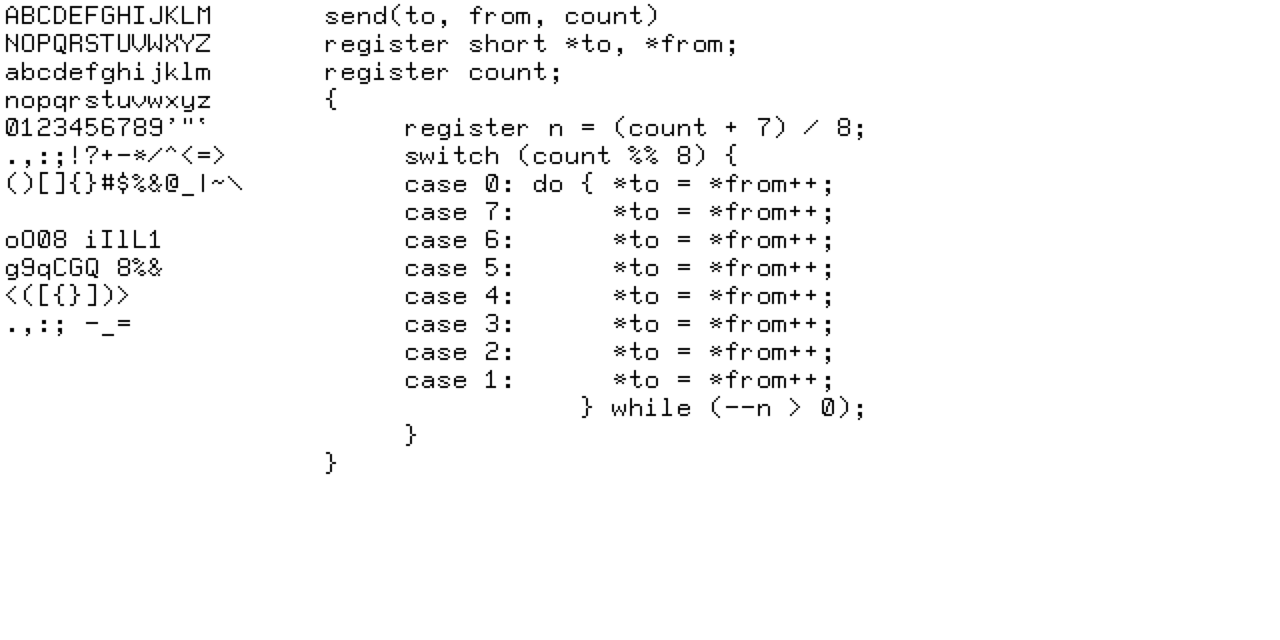 ABCDEFGHIJKLM
NOPQRSTUVWXYZ
abcdefghijklm
nopqrstuvwxyz
0123456789'"‛
.,:;!?+-*/^<=>
()[]{}#$%&@_|~\
oO08 iIlL1
g9qCGQ 8%&
<([{}])>
.,:; -_=
send(to, from, count)
register short *to, *from;
register count;
{
     register n = (count + 7) / 8;
     switch (count %% 8) {
     case 0: do { *to = *from++;
     case 7:      *to = *from++;
     case 6:      *to = *from++;
     case 5:      *to = *from++;
     case 4:      *to = *from++;
     case 3:      *to = *from++;
     case 2:      *to = *from++;
     case 1:      *to = *from++;
                } while (--n > 0);
     }
}